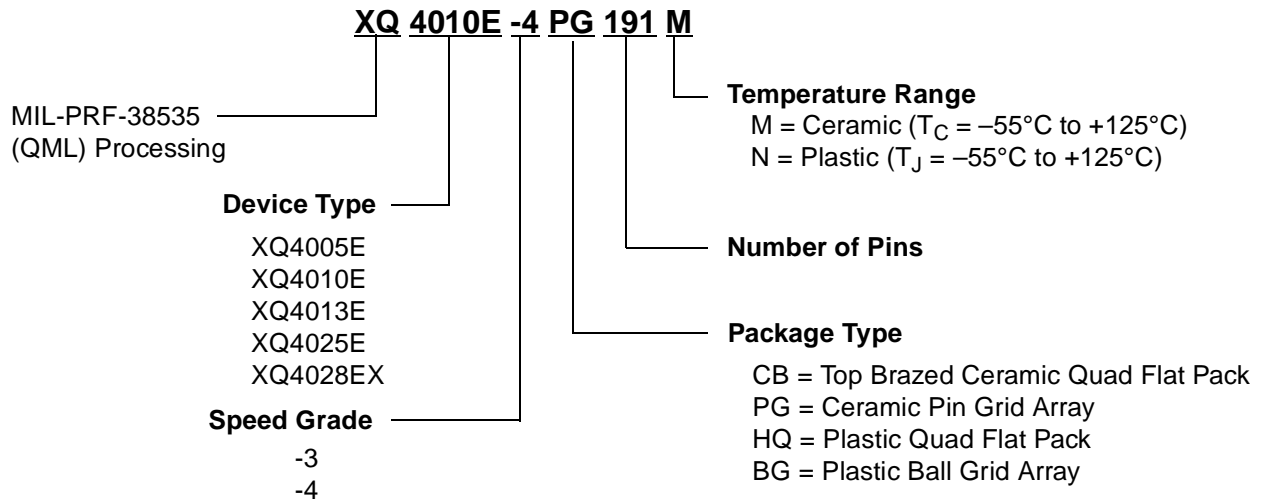 XQ 4010E -4 PG 191 M
MIL-PRF-38535
(QML) Processing
Device Type
XQ4005E
XQ4010E
XQ4013E
XQ4025E
XQ4028EX
Speed Grade
-3
-4
Temperature Range
M = Ceramic (TC = –55°C to +125°C)
N = Plastic (TJ = –55°C to +125°C)
Number of Pins
Package Type
CB = Top Brazed Ceramic Quad Flat Pack
PG = Ceramic Pin Grid Array
HQ = Plastic Quad Flat Pack
BG = Plastic Ball Grid Array